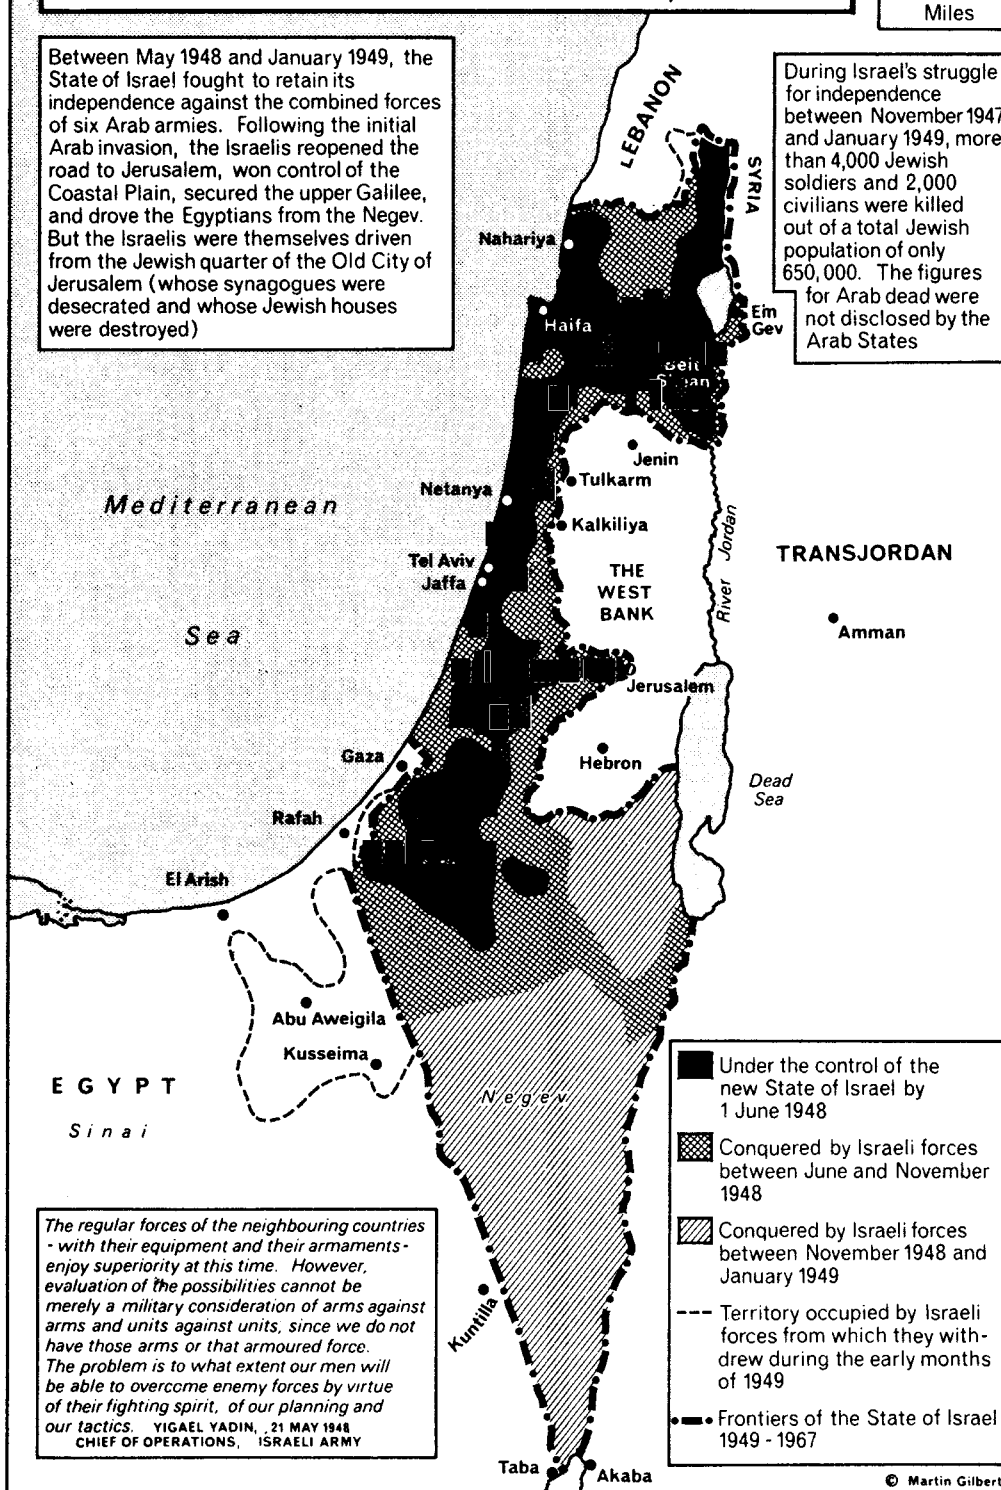 Miles
Between May 1948 and January 1949, the
State of Israel fought to retain its
independence against the combined forces
of six Arab armies. Following the initial
Arab invasion, the Israelis reopened the
road to Jerusalem, won control of the
Coastal Plain, secured the upper Galilee,
and drove the Egyptians from the Negev.
But the Israelis were themselves driven
from the Jewish quarter of the Old City of
Jerusalem (whose synagogues were
desecrated and whose Jewish houses
were destroyed)
During Israel's struggle
for independence
between November 1947
and January 1949, more
than 4,000 Jewish
soldiers and 2,000
civilians were killed
out of a total Jewish
population of only
650,000. The figures
for Arab dead were
not disclosed by the
Arab States
LEBANON
SYRIA
Nahariya
Haifa
Ein
Gev
Beit
Jenin
Tulkarm
Netanya
Kalkiliya
Mediterranean
Sea
Tel Aviv
Jaffa
THE
WEST
BANK
River Jordan
TRANSJORDAN
Amman
Jerusalem
Gaza
Hebron
Dead
Sea
Rafah
El Arish
Abu Aweigila
Kusseima
EGYPT
Sinai
Negev
Kuntilla
Taba
Akaba
Under the control of the
new State of Israel by
1 June 1948
Conquered by Israeli forces
between June and November
1948
Conquered by Israeli forces
between November 1948 and
January 1949
Territory occupied by Israeli
forces from which they with-
drew during the early months
of 1949
Frontiers of the State of Israel
1949 - 1967
The regular forces of the neighbouring countries
- with their equipment and their armaments -
enjoy superiority at this time. However,
evaluation of the possibilities cannot be
merely a military consideration of arms against
arms and units against units, since we do not
have those arms or that armoured force.
The problem is to what extent our men will
be able to overcome enemy forces by virtue
of their fighting spirit, of our planning and
our tactics. YIGAEL YADIN, 21 MAY 1948
CHIEF OF OPERATIONS, ISRAELI ARMY
© Martin Gilbert